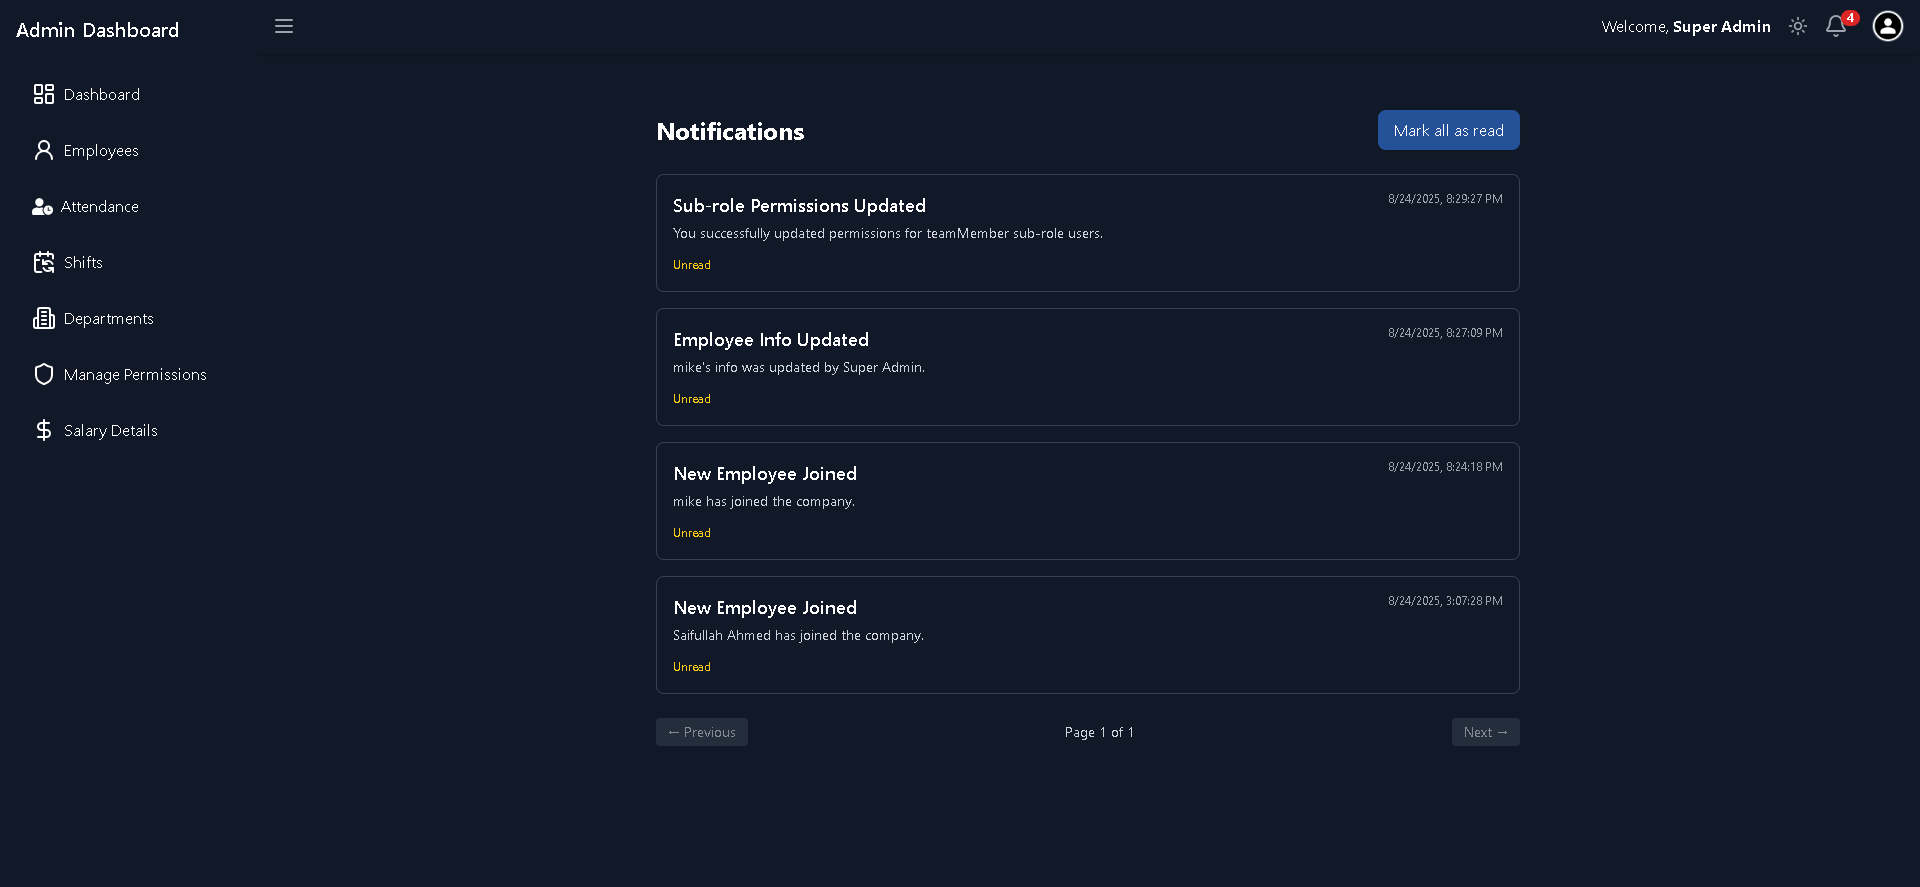 Admin Dashboard
Welcome, Super Admin
4
Dashboard
Employees
Attendance
Shifts
Departments
Manage Permissions
Salary Details
Notifications
Mark all as read
Sub-role Permissions Updated
8/24/2025, 8:29:27 PM
You successfully updated permissions for teamMember sub-role users.
Unread
Employee Info Updated
8/24/2025, 8:27:09 PM
mike's info was updated by Super Admin.
Unread
New Employee Joined
8/24/2025, 8:24:18 PM
mike has joined the company.
Unread
New Employee Joined
8/24/2025, 3:07:28 PM
Saifullah Ahmed has joined the company.
Unread
← Previous
Page 1 of 1
Next →